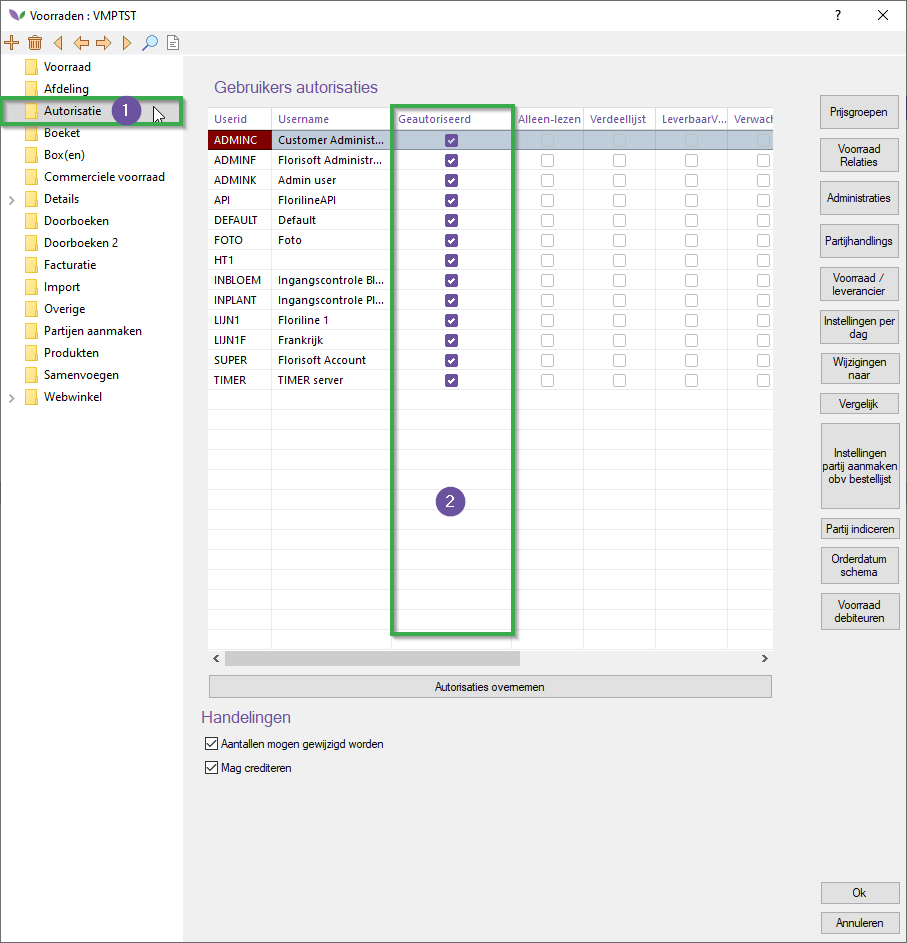 Voorraden : VMPTST
?
Voorraad
Afdeling
Autorisatie
1
Boeket
Box(en)
Commerciele voorraad
Details
Doorboeken
Doorboeken 2
Facturatie
Import
Overige
Partijen aanmaken
Produkten
Samenvoegen
Webwinkel
Gebruikers autorisaties
Userid Username Geautoriseerd Alleen-lezen Verdeellijst LeverbaarV... Verwach
ADMINC Customer Administ...
ADMINF Florisoft Administr...
ADMINK Admin user
API FlorilineAPI
DEFAULT Default
FOTO Foto
HT1
INBLOEM Ingangscontrole Bl...
INPLANT Ingangscontrole Pl...
LIJN1 Floriline 1
LIJN1F Frankrijk
SUPER Florisoft Account
TIMER TIMER server
2
Autorisaties overnemen
Handelingen
Aantallen mogen gewijzigd worden
Mag crediteren
Prijsgroepen
Voorraad
Relaties
Administraties
Partijhandlings
Voorraad /
leverancier
Instellingen per
dag
Wijzigingen
naar
Vergelijk
Instellingen
partij aanmaken
obv bestellijst
Partij indiceren
Orderdatum
schema
Voorraad
debiteuren
Ok
Annuleren